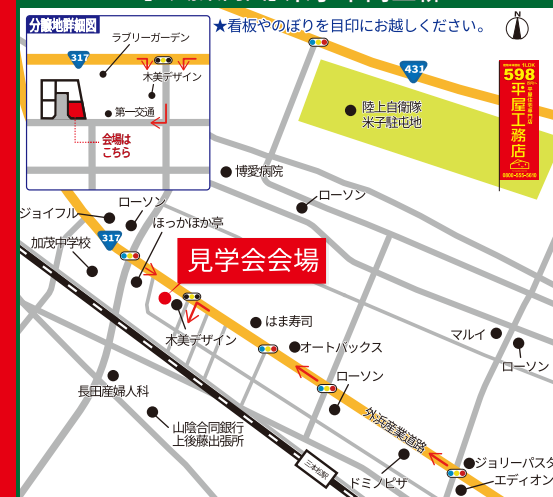 分譲地詳細図
★看板やのぼりを目印にお越しください。
N
317
ラブリーガーデン
木美デザイン
第一交通
会場は
こちら
431
陸上自衛隊
米子駐屯地
1LDK
598
平屋工務店
0800-555-5618
博愛病院
ローソン
ローソン
ジョイフル
ほっかほか亭
317
加茂中学校
見学会会場
はま寿司
木美デザイン
オートバックス
マルイ
ローソン
ローソン
長田産婦人科
外浜産業道路
山陰合同銀行
上後藤出張所
三本松駅
ドミノピザ
ジョリーパスタ
エディオン